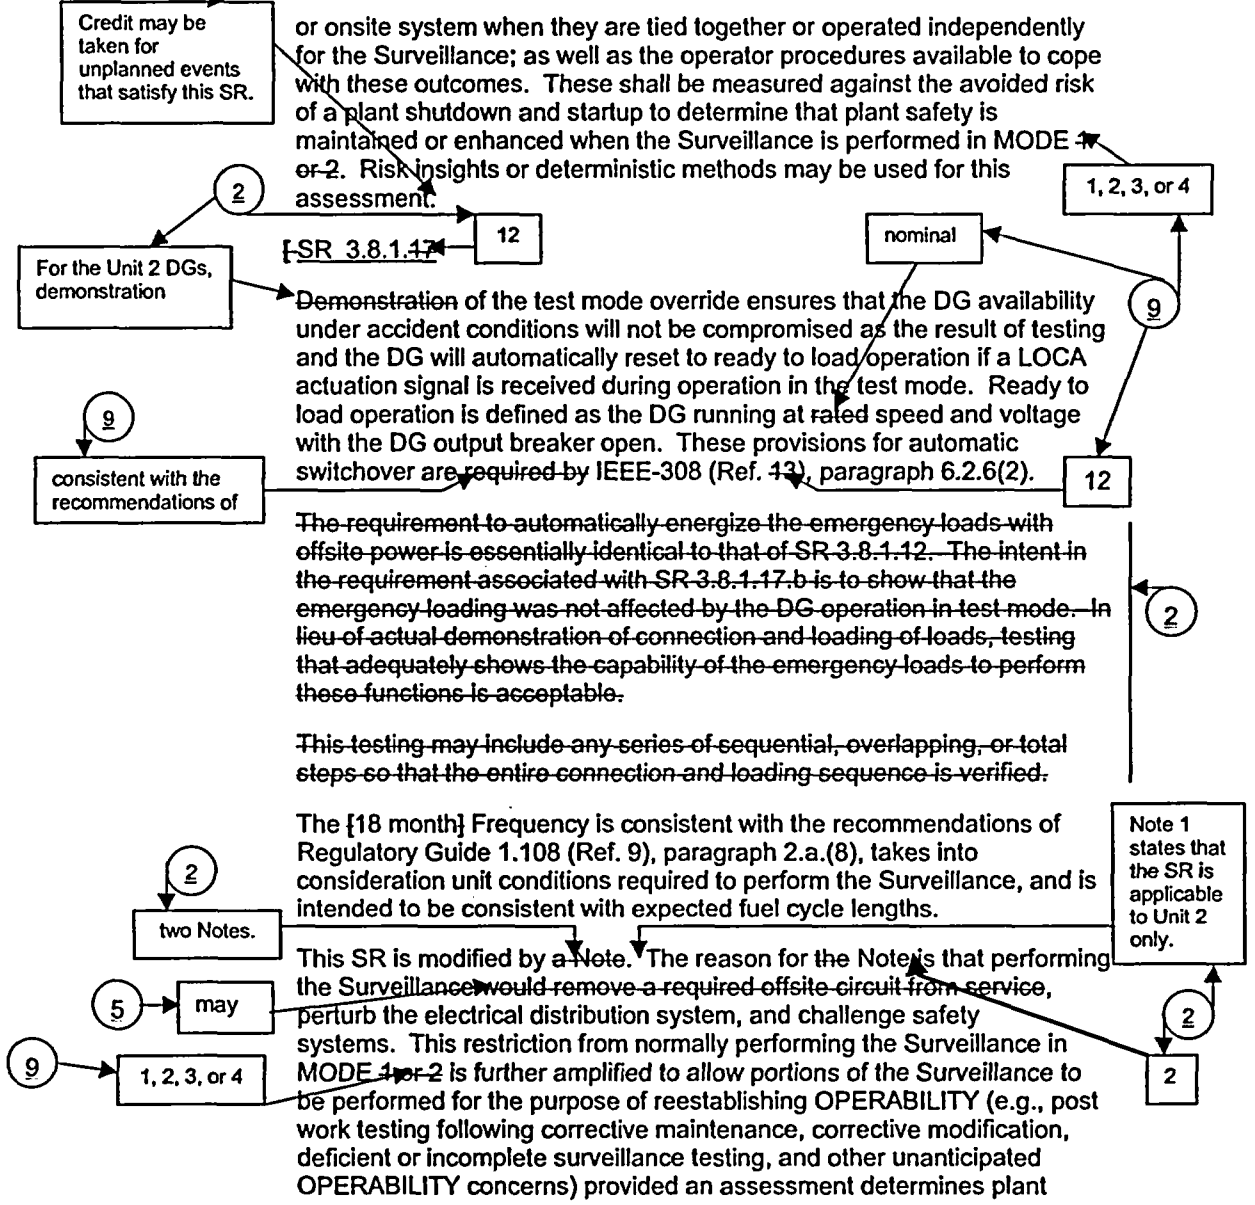 Credit may be
taken for
unplanned events
that satisfy this SR.
or onsite system when they are tied together or operated independently
for the Surveillance; as well as the operator procedures available to cope
with these outcomes. These shall be measured against the avoided risk
of a plant shutdown and startup to determine that plant safety is
maintained or enhanced when the Surveillance is performed in MODE 1
or 2. Risk insights or deterministic methods may be used for this
assessment.
1, 2, 3, or 4
2
12
nominal
[ SR 3.8.1.17
For the Unit 2 DGs,
demonstration
9
Demonstration of the test mode override ensures that the DG availability
under accident conditions will not be compromised as the result of testing
and the DG will automatically reset to ready to load operation if a LOCA
actuation signal is received during operation in the test mode. Ready to
load operation is defined as the DG running at rated speed and voltage
with the DG output breaker open. These provisions for automatic
switchover are required by IEEE-308 (Ref. 13), paragraph 6.2.6(2).
9
consistent with the
recommendations of
12
The requirement to automatically energize the emergency loads with
offsite power is essentially identical to that of SR 3.8.1.12. The intent in
the requirement associated with SR 3.8.1.17.b is to show that the
emergency loading was not affected by the DG operation in test mode. In
lieu of actual demonstration of connection and loading of loads, testing
that adequately shows the capability of the emergency loads to perform
these functions is acceptable.
2
This testing may include any series of sequential, overlapping, or total
steps so that the entire connection and loading sequence is verified.
The [18 month] Frequency is consistent with the recommendations of
Regulatory Guide 1.108 (Ref. 9), paragraph 2.a.(8), takes into
consideration unit conditions required to perform the Surveillance, and is
intended to be consistent with expected fuel cycle lengths.
Note 1
states that
the SR is
applicable
to Unit 2
only.
2
two Notes.
This SR is modified by a Note. The reason for the Note is that performing
the Surveillance would remove a required offsite circuit from service,
perturb the electrical distribution system, and challenge safety
systems. This restriction from normally performing the Surveillance in
MODE 1 or 2 is further amplified to allow portions of the Surveillance to
be performed for the purpose of reestablishing OPERABILITY (e.g., post
work testing following corrective maintenance, corrective modification,
deficient or incomplete surveillance testing, and other unanticipated
OPERABILITY concerns) provided an assessment determines plant
5
may
9
1, 2, 3, or 4
2
2